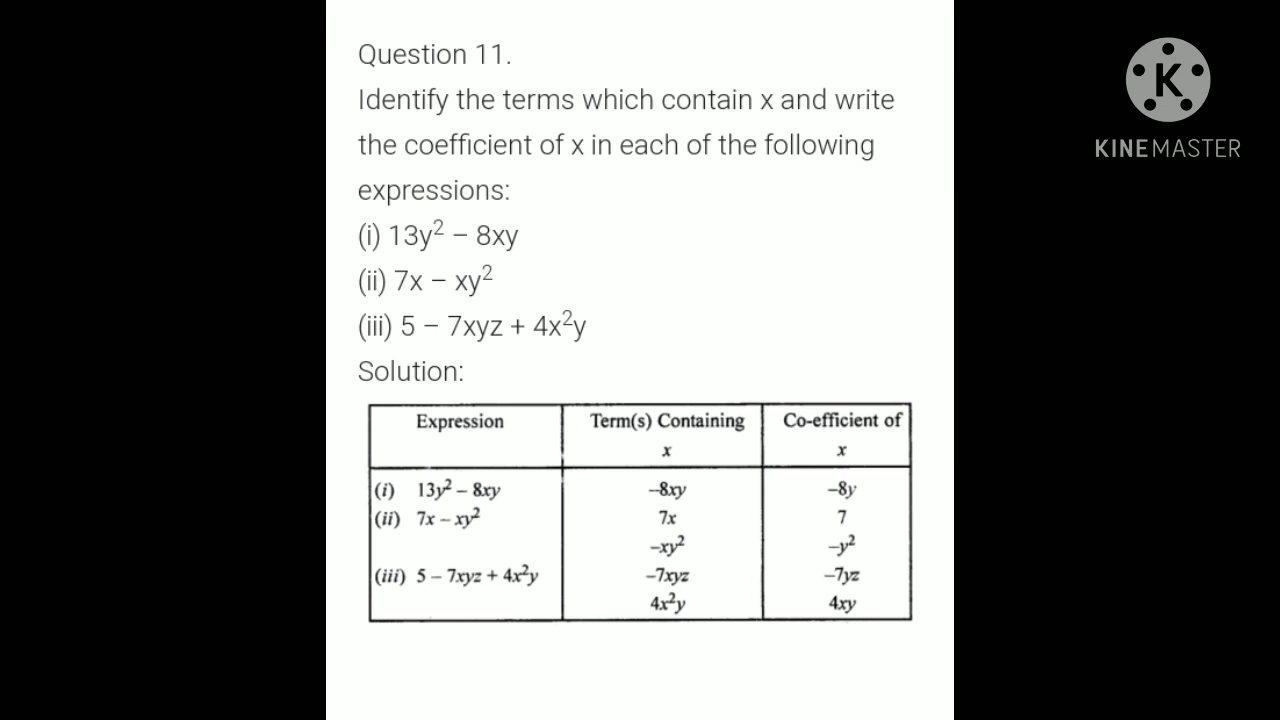 Question 11.
Identify the terms which contain x and write
the coefficient of x in each of the following
expressions:
(i) 13y² – 8xy
(ii) 7x – xy²
(iii) 5 – 7xyz + 4x²y
Solution:
Expression Term(s) Containing x Co-efficient of x
(i) 13y² – 8xy –8xy –8y
(ii) 7x – xy² 7x 7
–xy² –y²
(iii) 5 – 7xyz + 4x²y –7xyz –7yz
4x²y 4xy
K
KINEMASTER